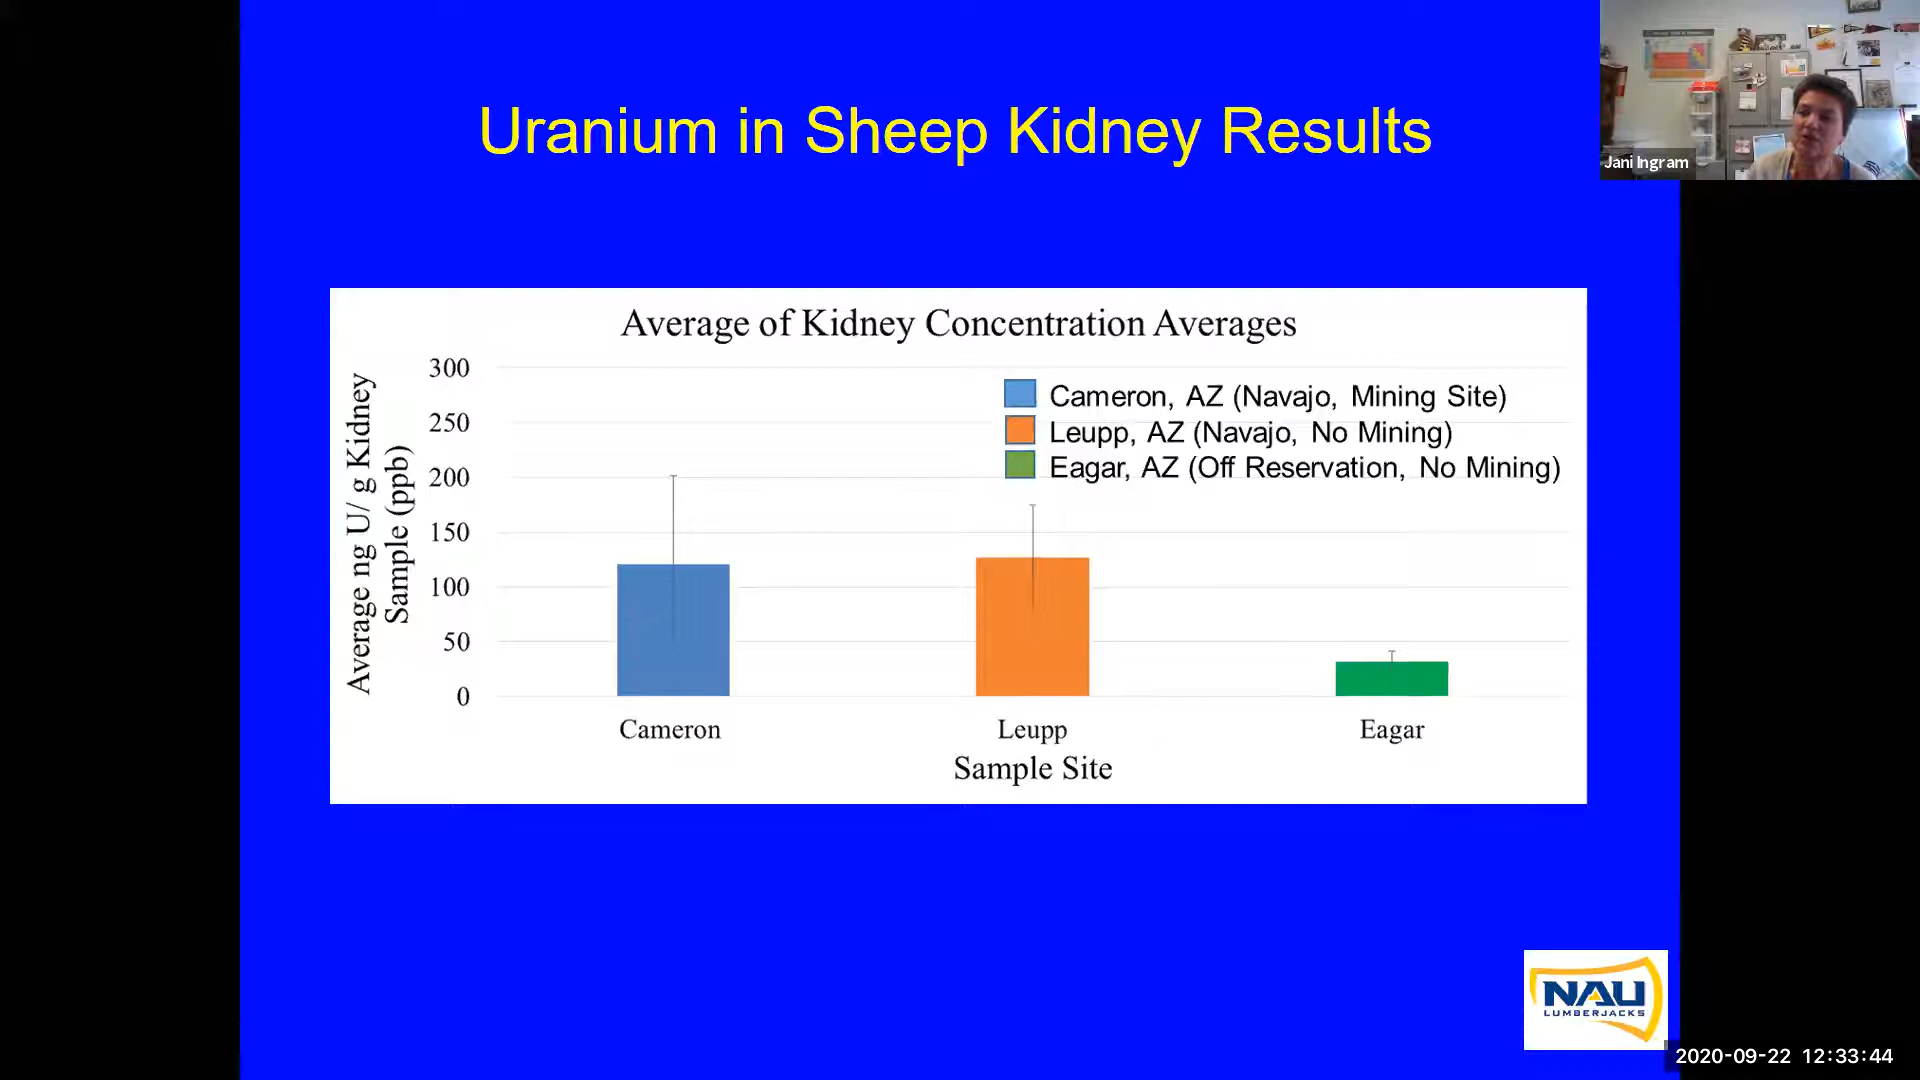 Uranium in Sheep Kidney Results
Jani Ingram
Average of Kidney Concentration Averages
Average ng U/ g Kidney
Sample (ppb)
300
250
200
150
100
50
0
Cameron, AZ (Navajo, Mining Site)
Leupp, AZ (Navajo, No Mining)
Eagar, AZ (Off Reservation, No Mining)
Cameron
Leupp
Eagar
Sample Site
NAU
LUMBERJACKS
2020-09-22 12:33:44